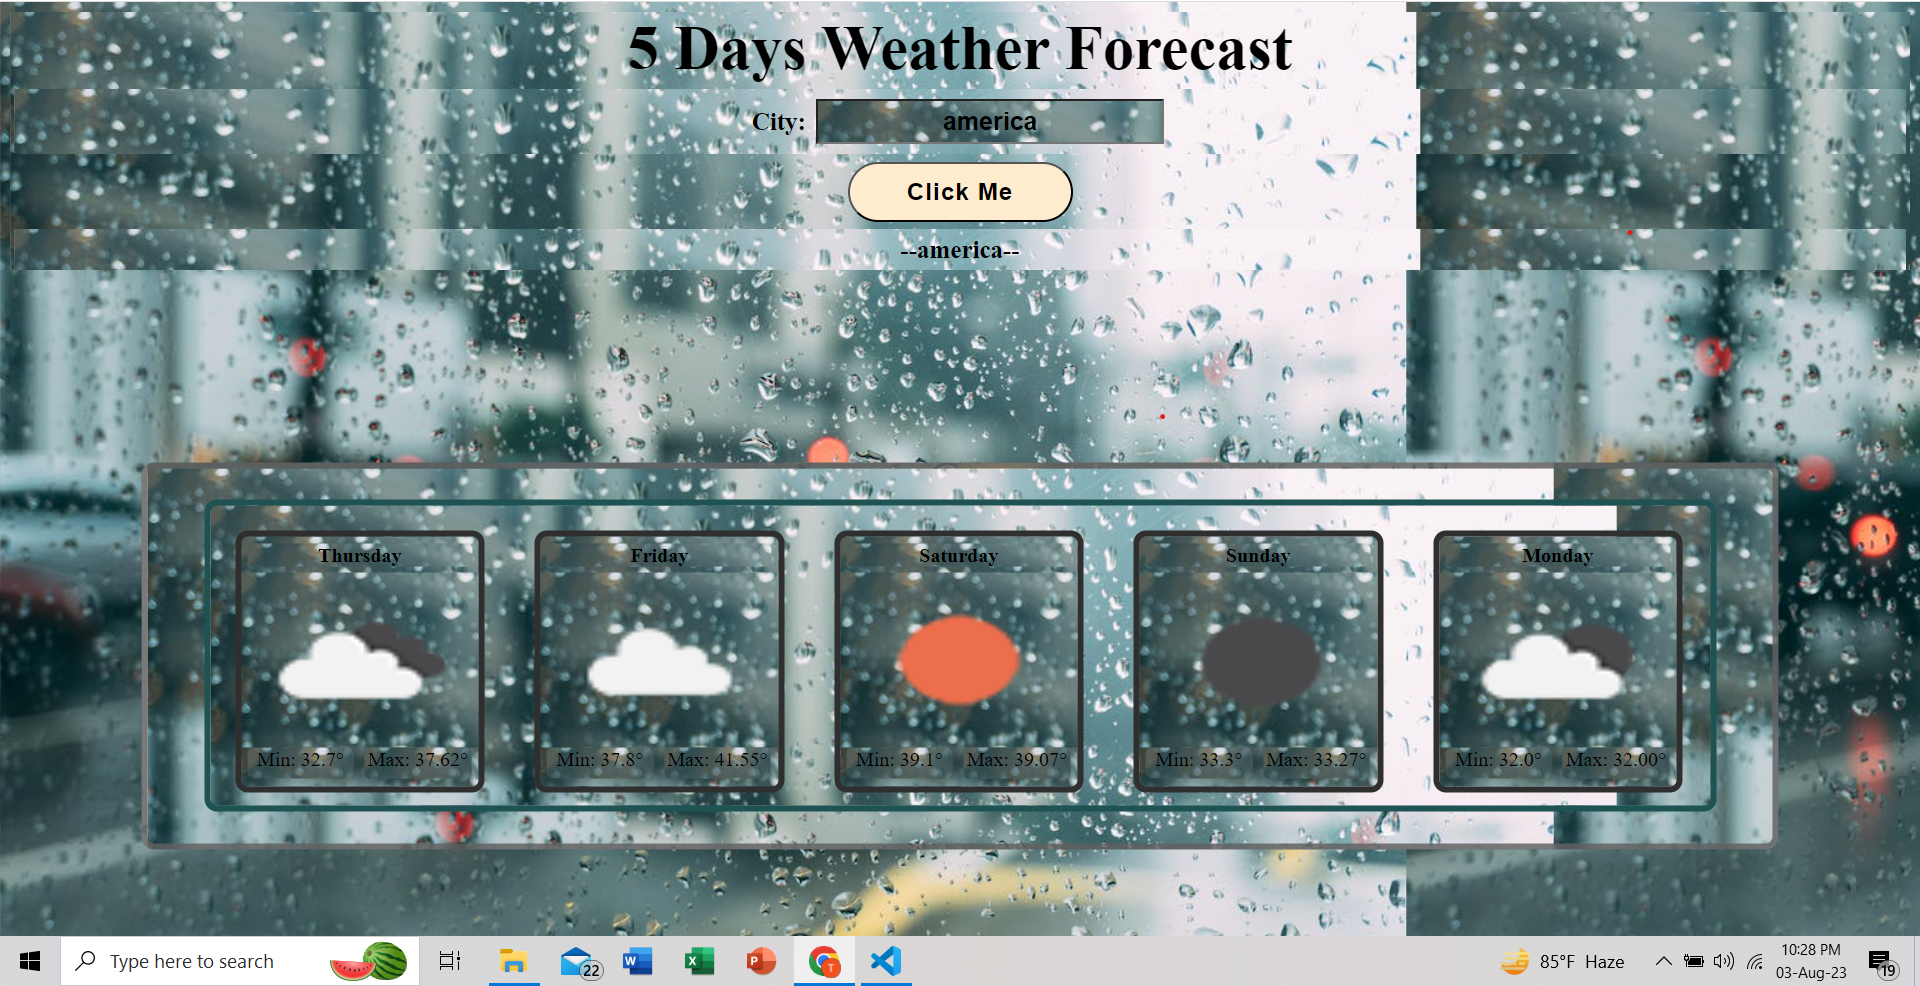 5 Days Weather Forecast
City: america
Click Me
--america--
Thursday Friday Saturday Sunday Monday
Min: 32.7° Max: 37.62° Min: 37.8° Max: 41.55° Min: 39.1° Max: 39.07° Min: 33.3° Max: 33.27° Min: 32.0° Max: 32.00°
Type here to search
22
W
X
P
T
85°F Haze
10:28 PM
03-Aug-23
19